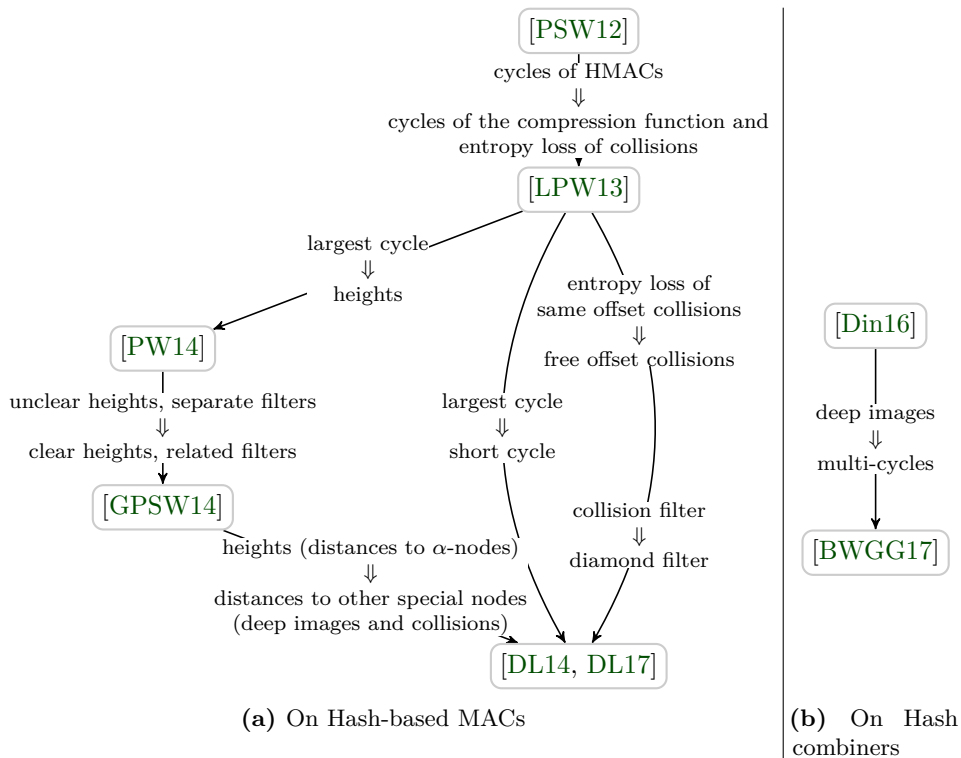 [PSW12]
cycles of HMACs
⇓
cycles of the compression function and
entropy loss of collisions
[LPW13]
largest cycle
⇓
heights
entropy loss of
same offset collisions
⇓
free offset collisions
[PW14]
unclear heights, separate filters
⇓
clear heights, related filters
largest cycle
⇓
short cycle
[GPSW14]
heights (distances to α-nodes)
⇓
distances to other special nodes
(deep images and collisions)
collision filter
⇓
diamond filter
[DL14, DL17]
(a) On Hash-based MACs
[Din16]
deep images
⇓
multi-cycles
[BWGG17]
(b) On Hash
combiners